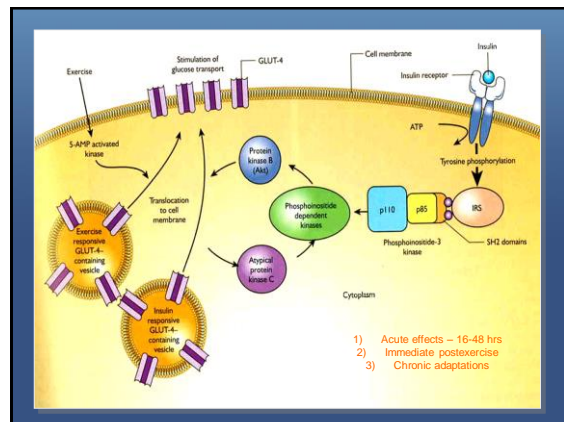 Exercise
5-AMP activated
kinase
Stimulation of
glucose transport
GLUT-4
Cell membrane
Insulin
Insulin receptor
ATP
Tyrosine phosphorylation
IRS
SH2 domains
p85
p110
Phosphoinositide-3
kinase
Phosphoinositide
dependent
kinases
Protein
kinase B
(Akt)
Atypical
protein
kinase C
Translocation
to cell
membrane
Exercise
responsive
GLUT-4–
containing
vesicle
Insulin
responsive
GLUT-4–
containing
vesicle
Cytoplasm
1) Acute effects – 16-48 hrs
2) Immediate postexercise
3) Chronic adaptations